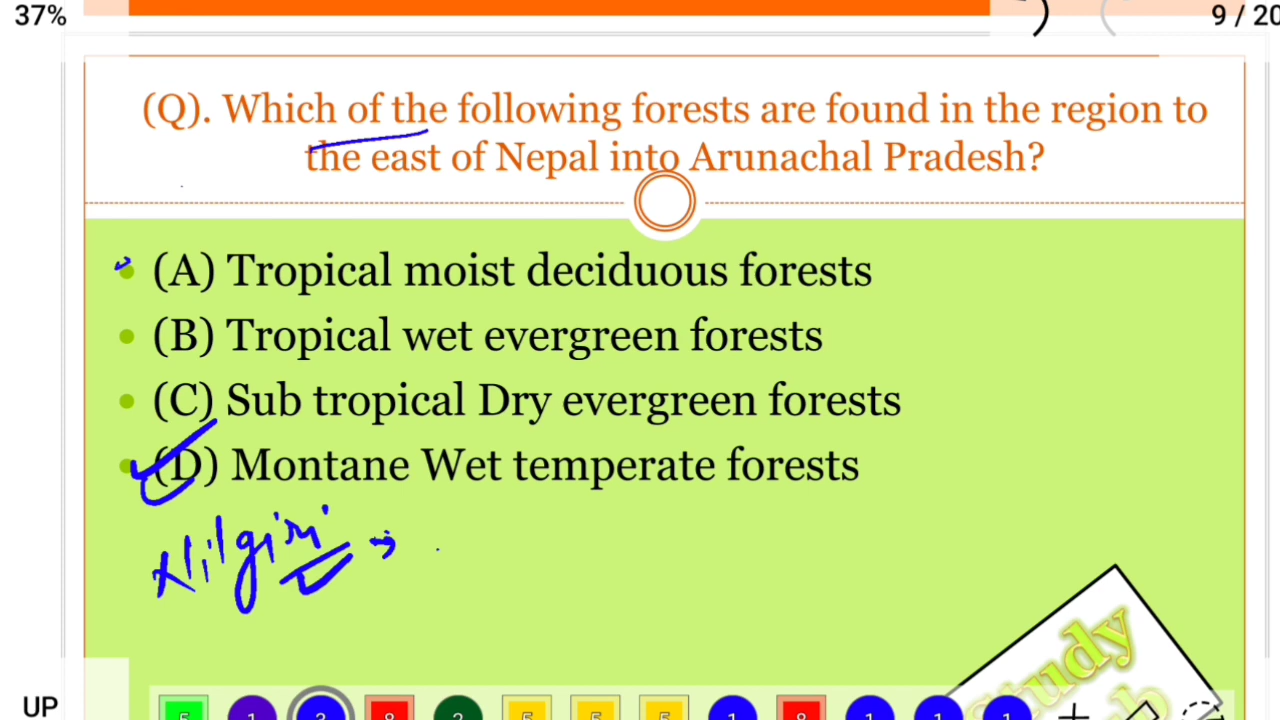 37%
9 / 20
(Q). Which of the following forests are found in the region to
the east of Nepal into Arunachal Pradesh?
(A) Tropical moist deciduous forests
(B) Tropical wet evergreen forests
(C) Sub tropical Dry evergreen forests
(D) Montane Wet temperate forests
Nilgiri →
Study
UP